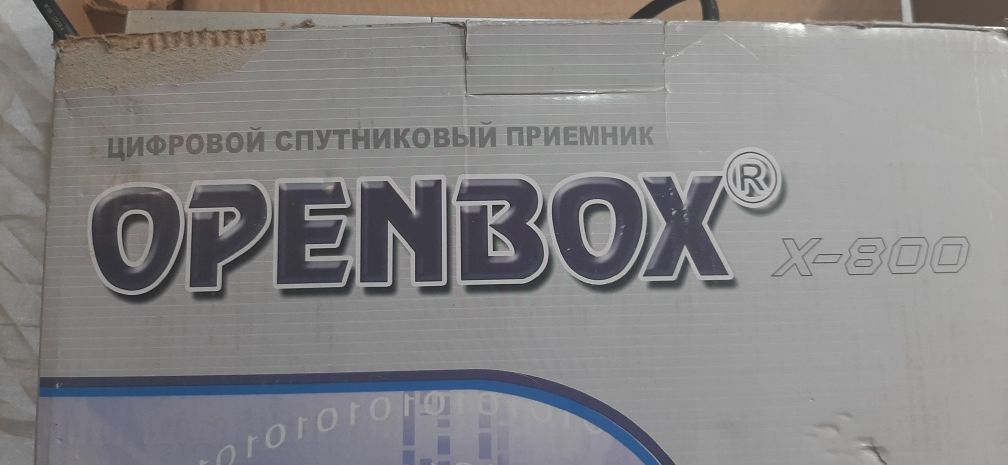 ЦИФРОВОЙ СПУТНИКОВЫЙ ПРИЕМНИК
OPENBOX®
X-800